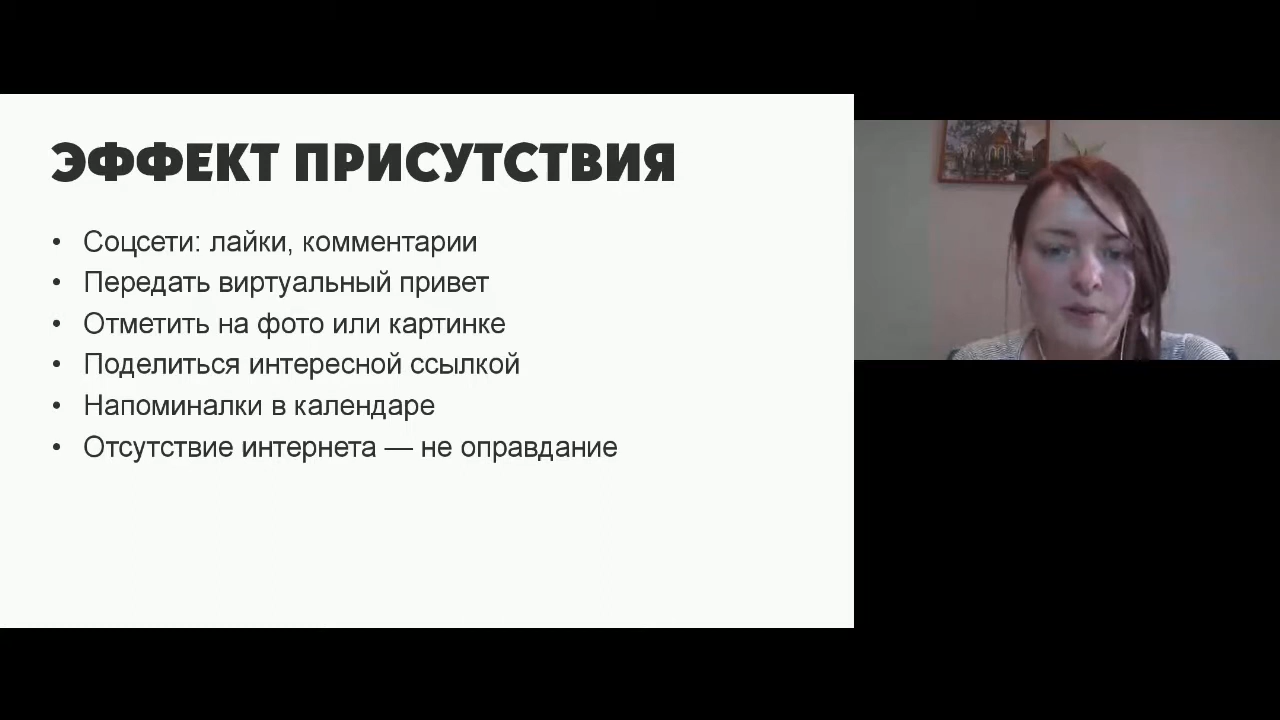 ЭФФЕКТ ПРИСУТСТВИЯ
• Соцсети: лайки, комментарии
• Передать виртуальный привет
• Отметить на фото или картинке
• Поделиться интересной ссылкой
• Напоминалки в календаре
• Отсутствие интернета — не оправдание